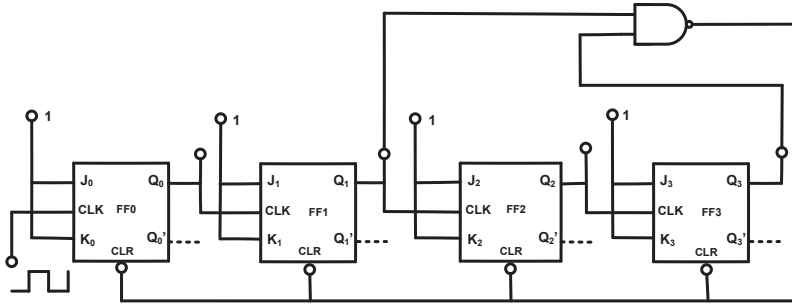 1 1 1 1
J₀ Q₀ J₁ Q₁ J₂ Q₂ J₃ Q₃
CLK FF0 CLK FF1 CLK FF2 CLK FF3
K₀ Q₀' K₁ Q₁' K₂ Q₂' K₃ Q₃'
CLR CLR CLR CLR